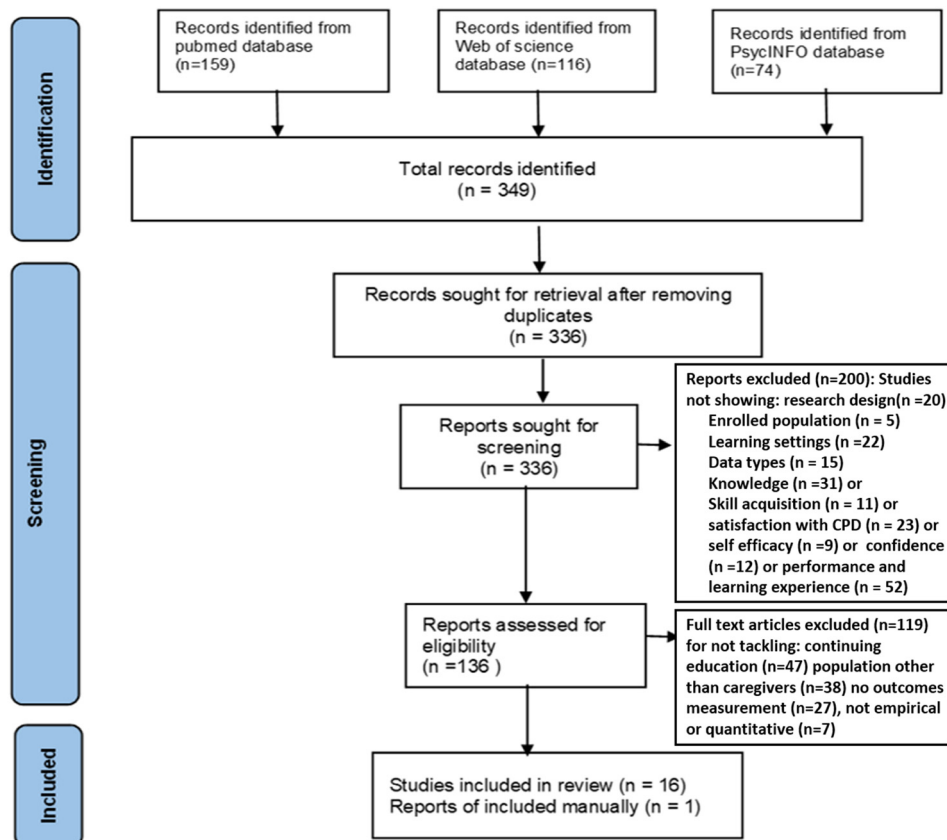 Identification
Records identified from
pubmed database
(n=159)
Records identified from
Web of science
database (n=116)
Records identified from
PsycINFO database
(n=74)
Total records identified
(n = 349)
Screening
Records sought for retrieval after removing
duplicates
(n = 336)
Reports sought for
screening
(n = 336)
Reports excluded (n=200): Studies
not showing: research design(n =20)
Enrolled population (n = 5)
Learning settings (n =22)
Data types (n = 15)
Knowledge (n =31) or
Skill acquisition (n = 11) or
satisfaction with CPD (n = 23) or
self efficacy (n =9) or confidence
(n =12) or performance and
learning experience (n = 52)
Reports assessed for
eligibility
(n =136 )
Full text articles excluded (n=119)
for not tackling: continuing
education (n=47) population other
than caregivers (n=38) no outcomes
measurement (n=27), not empirical
or quantitative (n=7)
Included
Studies included in review (n = 16)
Reports of included manually (n = 1)